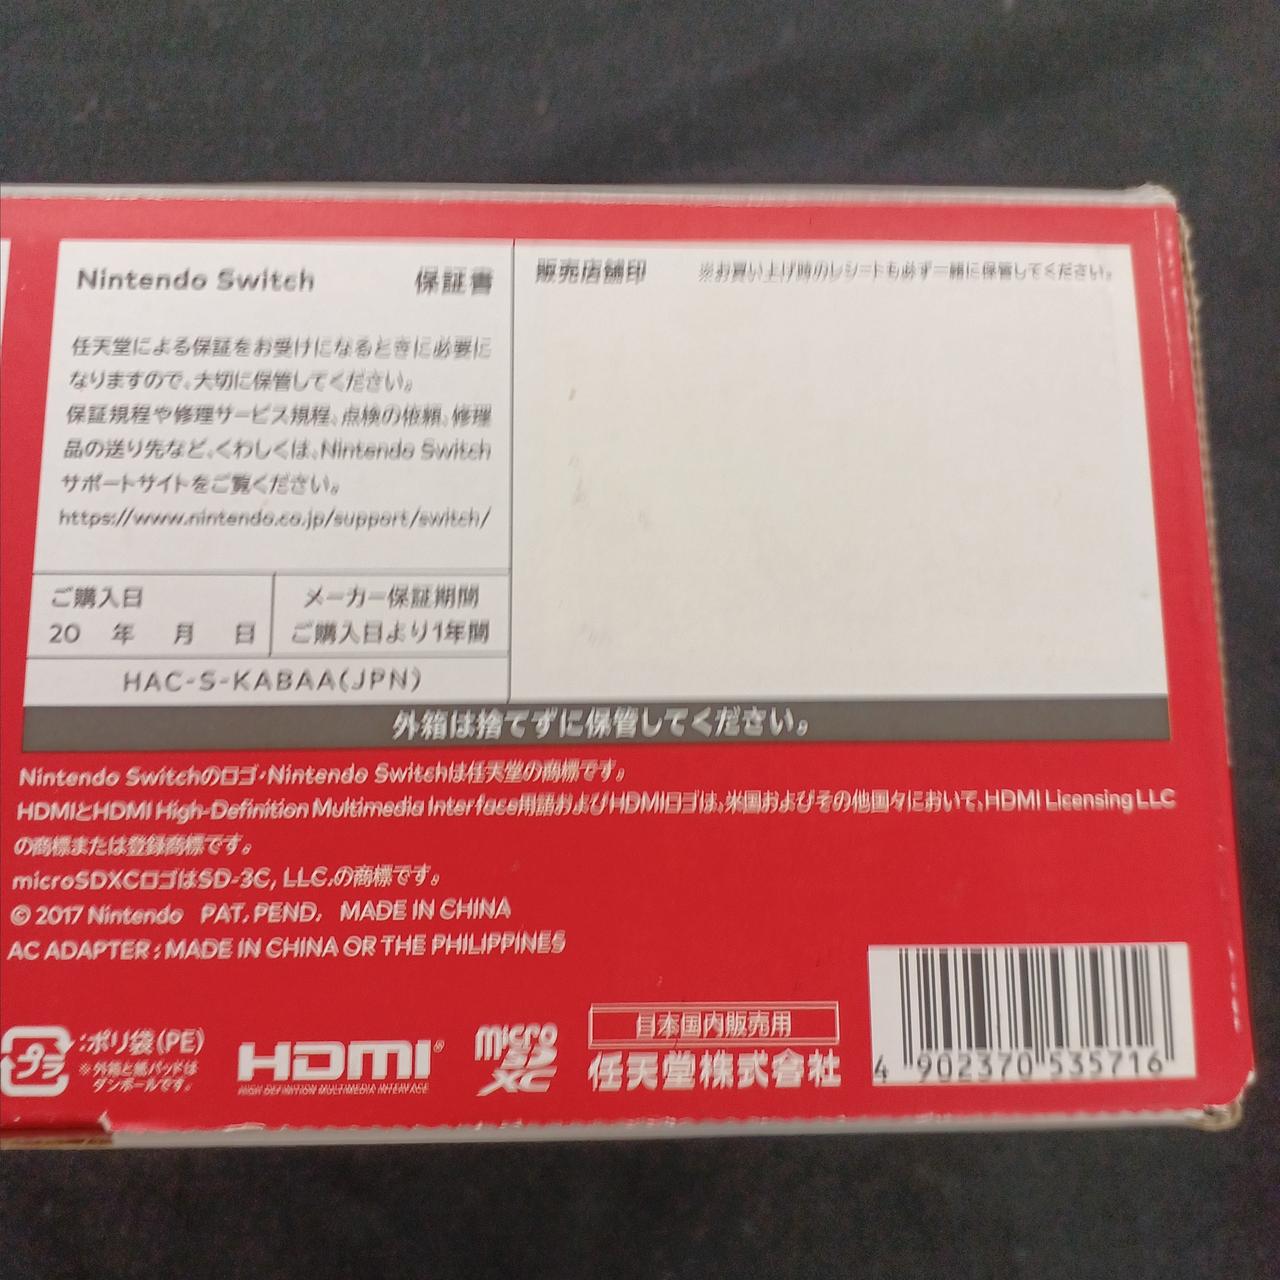 Nintendo Switch 保証書
任天堂による保証をお受けになるときに必要に
なりますので、大切に保管してください。
保証規程や修理サービス規程、点検の依頼、修理
品の送り先など、くわしくは、Nintendo Switch
サポートサイトをご覧ください。
https://www.nintendo.co.jp/support/switch/
ご購入日
20 年 月 日
メーカー保証期間
ご購入日より1年間
HAC-S-KABAA(JPN)
販売店舗印 ※お買い上げ時のレシートも必ず一緒に保管してください。
外箱は捨てずに保管してください。
Nintendo Switchのロゴ・Nintendo Switchは任天堂の商標です。
HDMIとHDMI High-Definition Multimedia Interface用語およびHDMIロゴは、米国およびその他国々において、HDMI Licensing LLC
の商標または登録商標です。
microSDXCロゴはSD-3C, LLC.の商標です。
© 2017 Nintendo PAT. PEND. MADE IN CHINA
AC ADAPTER : MADE IN CHINA OR THE PHILIPPINES
プラ
:ポリ袋(PE)
※外箱と紙パッドは
ダンボールです。
HDMI®
HIGH-DEFINITION MULTIMEDIA INTERFACE
micro
SD
XC
日本国内販売用
任天堂株式会社
4 902370 535716